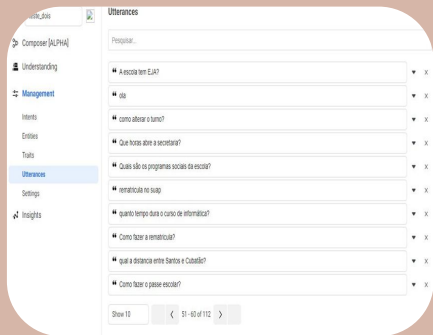 Utterances
Pesquisar...
Composer [ALPHA]
Understanding
Management
Intents
Entities
Traits
Utterances
Settings
Insights
❝ A escola tem EJA?
❝ ola
❝ como alterar o turno?
❝ Que horas abre a secretaria?
❝ Quais são os programas sociais da escola?
❝ rematricula no suap
❝ quanto tempo dura o curso de informática?
❝ Como fazer a rematricula?
❝ qual a distancia entre Santos e Cubatão?
❝ Como fazer o passe escolar?
Show 10 51 - 60 of 112